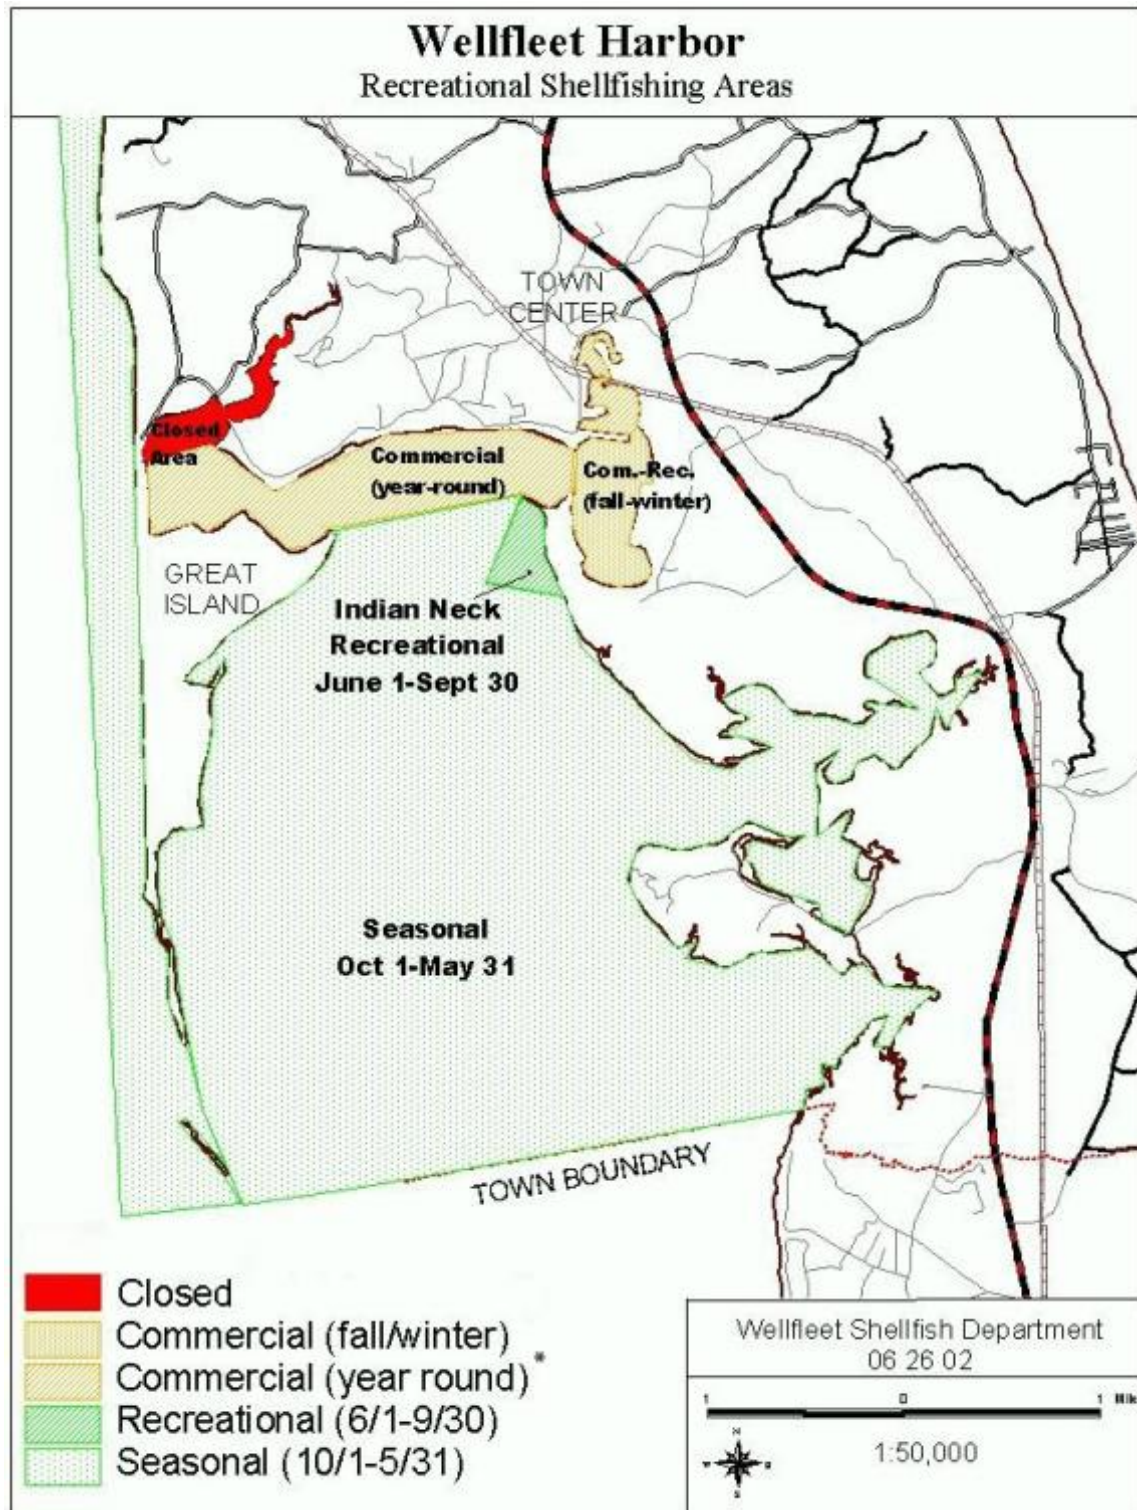 Wellfleet Harbor
Recreational Shellfishing Areas
TOWN
CENTER
Closed
Area
Commercial
(year-round)
Com.-Rec.
(fall-winter)
GREAT
ISLAND
Indian Neck
Recreational
June 1-Sept 30
Seasonal
Oct 1-May 31
TOWN BOUNDARY
Closed
Commercial (fall/winter)
Commercial (year round)*
Recreational (6/1-9/30)
Seasonal (10/1-5/31)
Wellfleet Shellfish Department
06 26 02
1 0 1
1:50,000
N
S